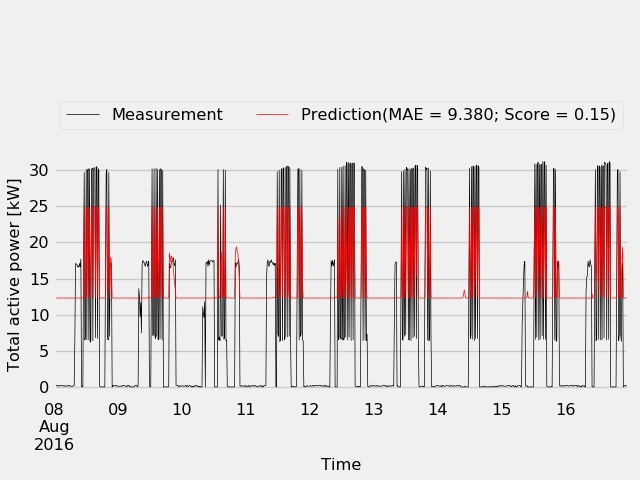 Measurement
Prediction(MAE = 9.380; Score = 0.15)
Total active power [kW]
30
25
20
15
10
5
0
08 09 10 11 12 13 14 15 16
Aug
2016
Time